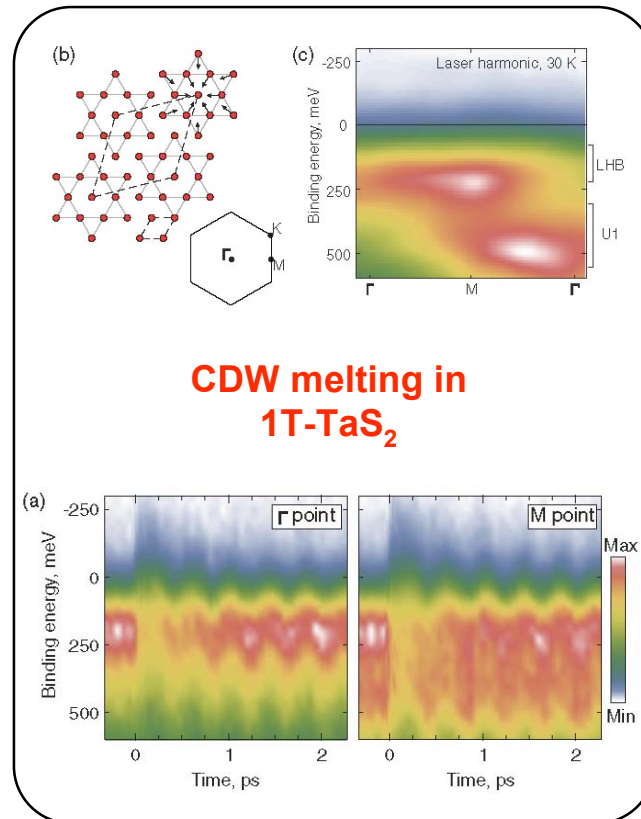 (b)
K
Γ
M
(c)
Laser harmonic, 30 K
-250
0
250
500
Binding energy, meV
LHB
U1
Γ M Γ
CDW melting in
1T-TaS₂
(a)
-250
0
250
500
Binding energy, meV
Γ point
0 1 2
Time, ps
M point
0 1 2
Time, ps
Max
Min